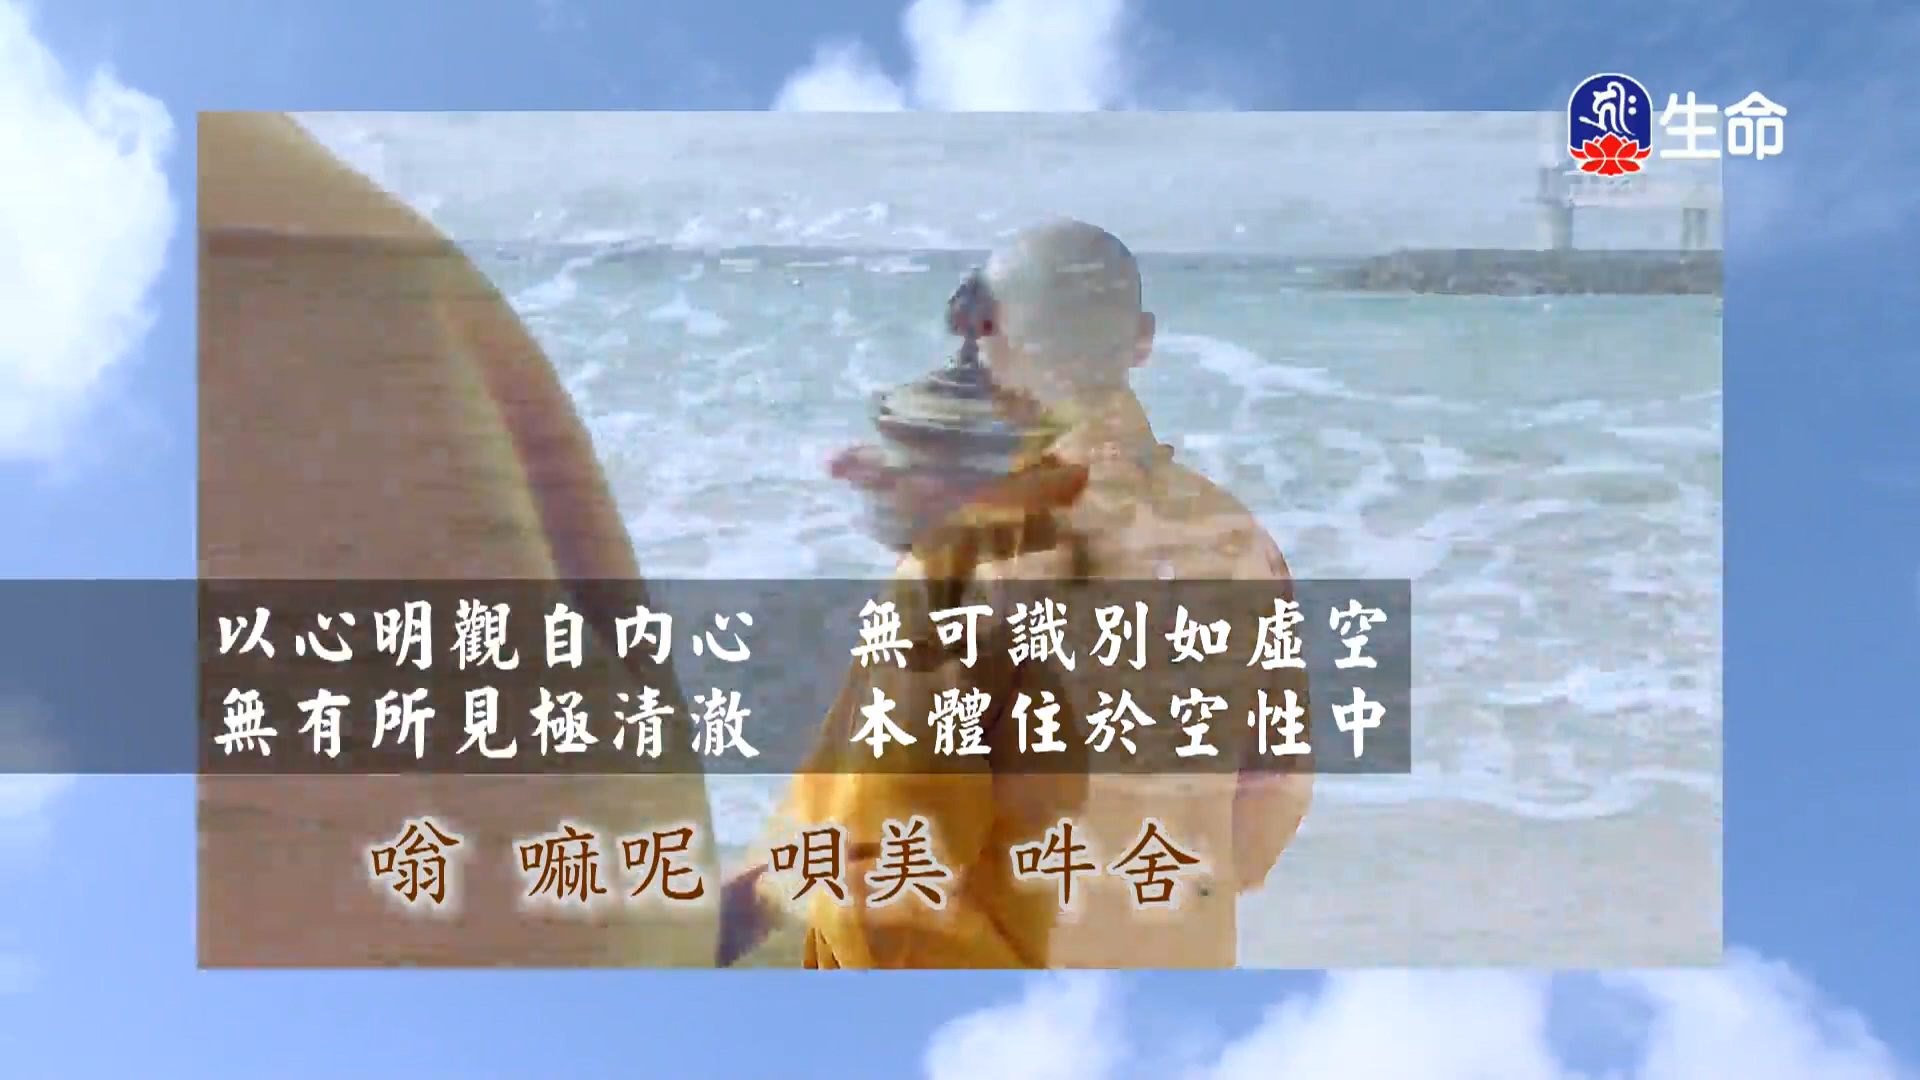 生命
以心明觀自内心　無可識別如虛空
無有所見極清澈　本體住於空性中
嗡 嘛呢 唄美 吽舍